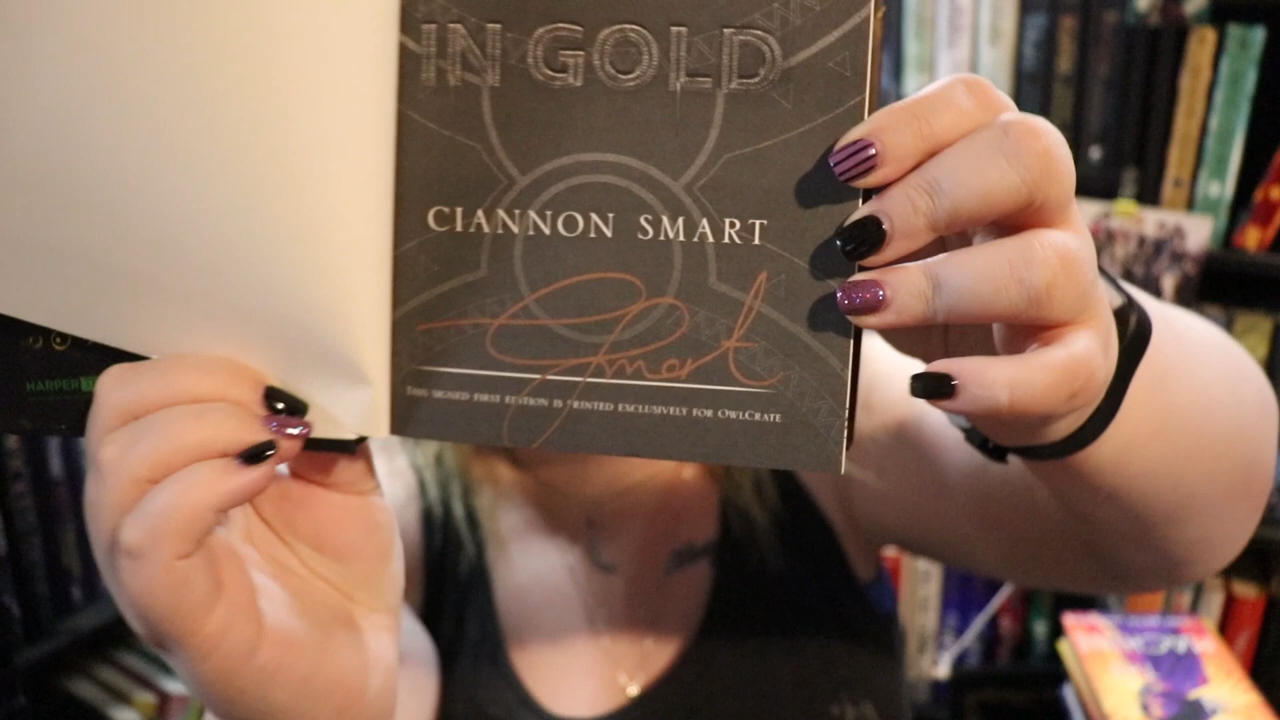 IN GOLD
CIANNON SMART
Smart
THIS SIGNED FIRST EDITION IS PRINTED EXCLUSIVELY FOR OWLCRATE
HARPER